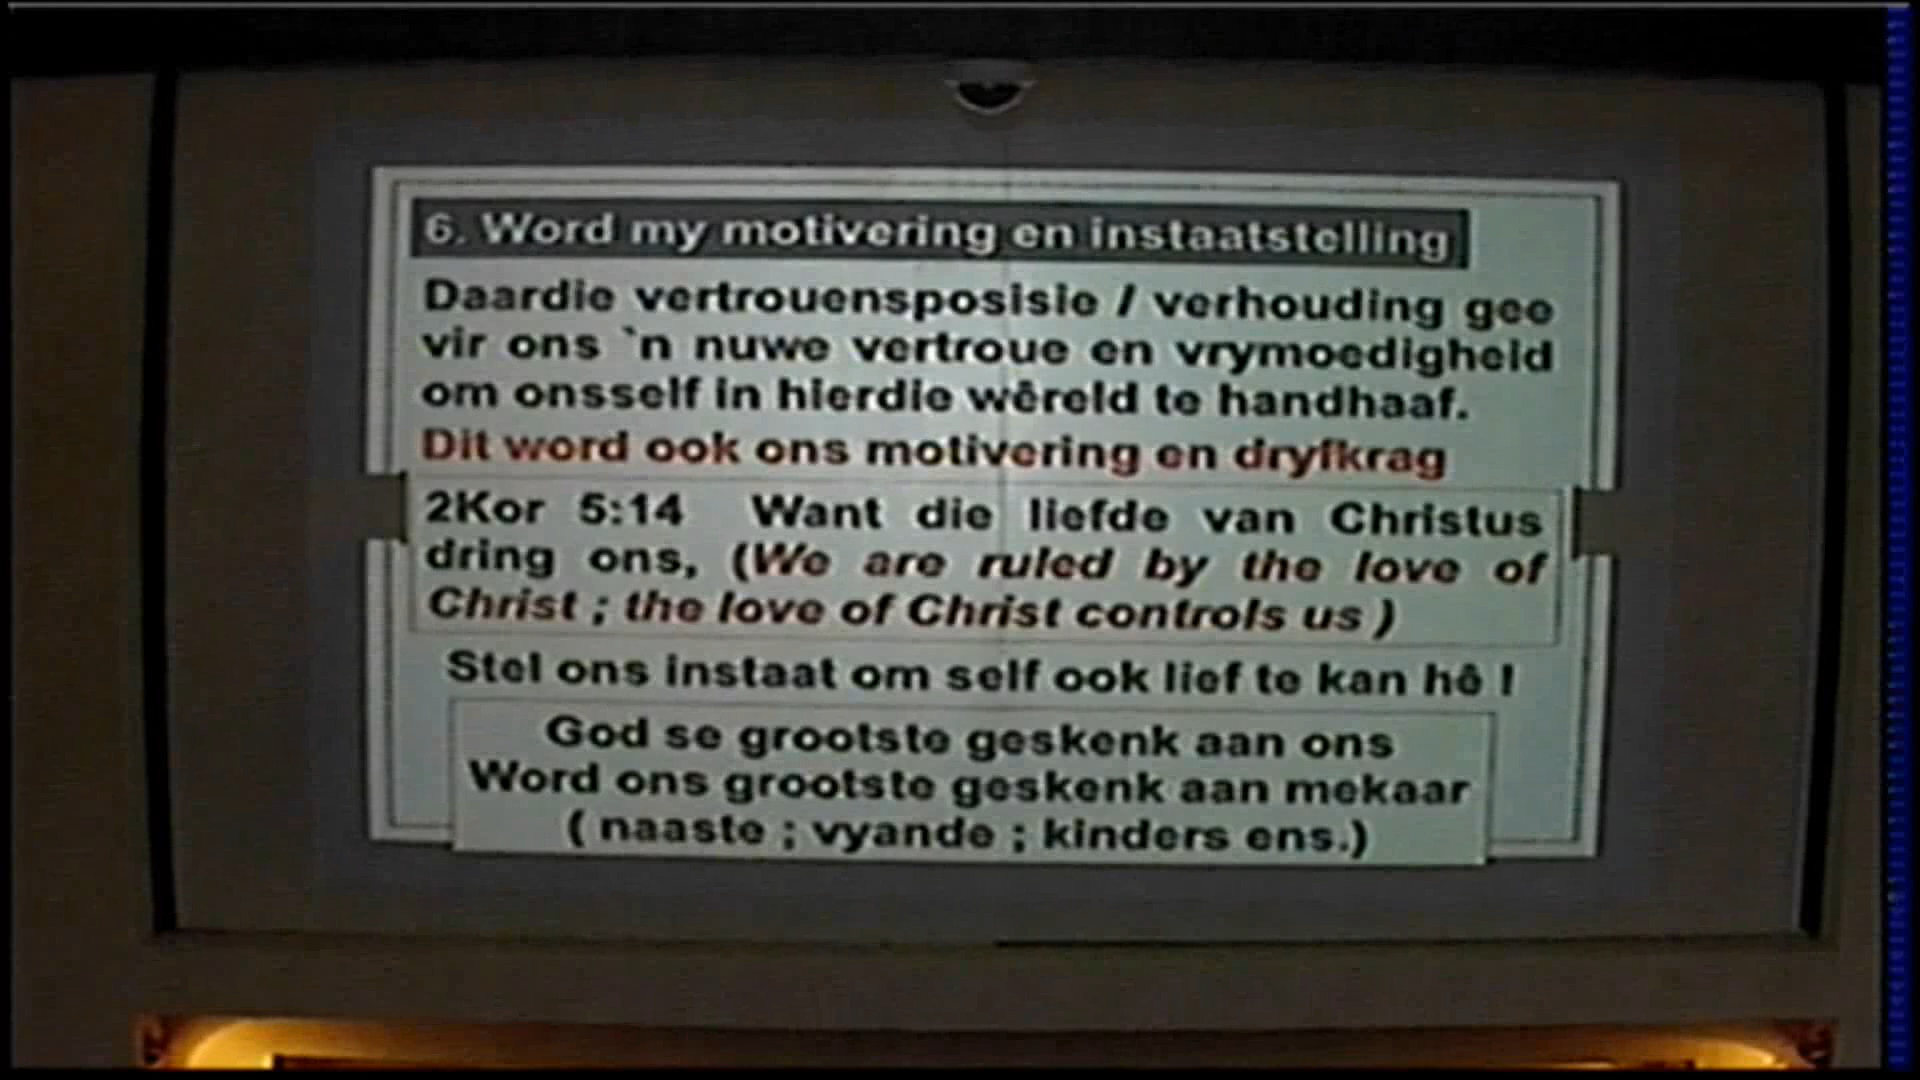 6. Word my motivering en instaatstelling
Daardie vertrouensposisie / verhouding gee
vir ons `n nuwe vertroue en vrymoedigheid
om onsself in hierdie wêreld te handhaaf.
Dit word ook ons motivering en dryfkrag
2Kor 5:14 Want die liefde van Christus
dring ons, (We are ruled by the love of
Christ ; the love of Christ controls us )
Stel ons instaat om self ook lief te kan hê !
God se grootste geskenk aan ons
Word ons grootste geskenk aan mekaar
( naaste ; vyande ; kinders ens.)